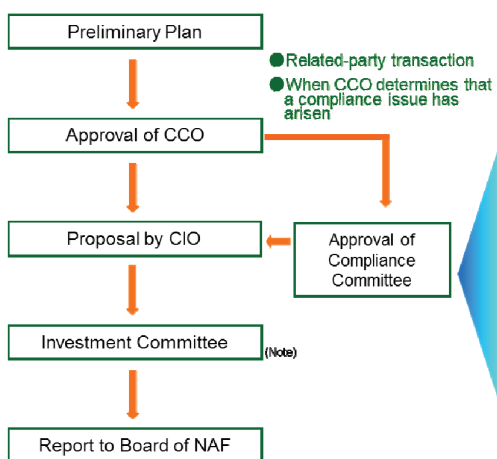 Preliminary Plan
●Related-party transaction
●When CCO determines that
a compliance issue has
arisen
Approval of CCO
Proposal by CIO
Approval of
Compliance
Committee
Investment Committee
(Note)
Report to Board of NAF